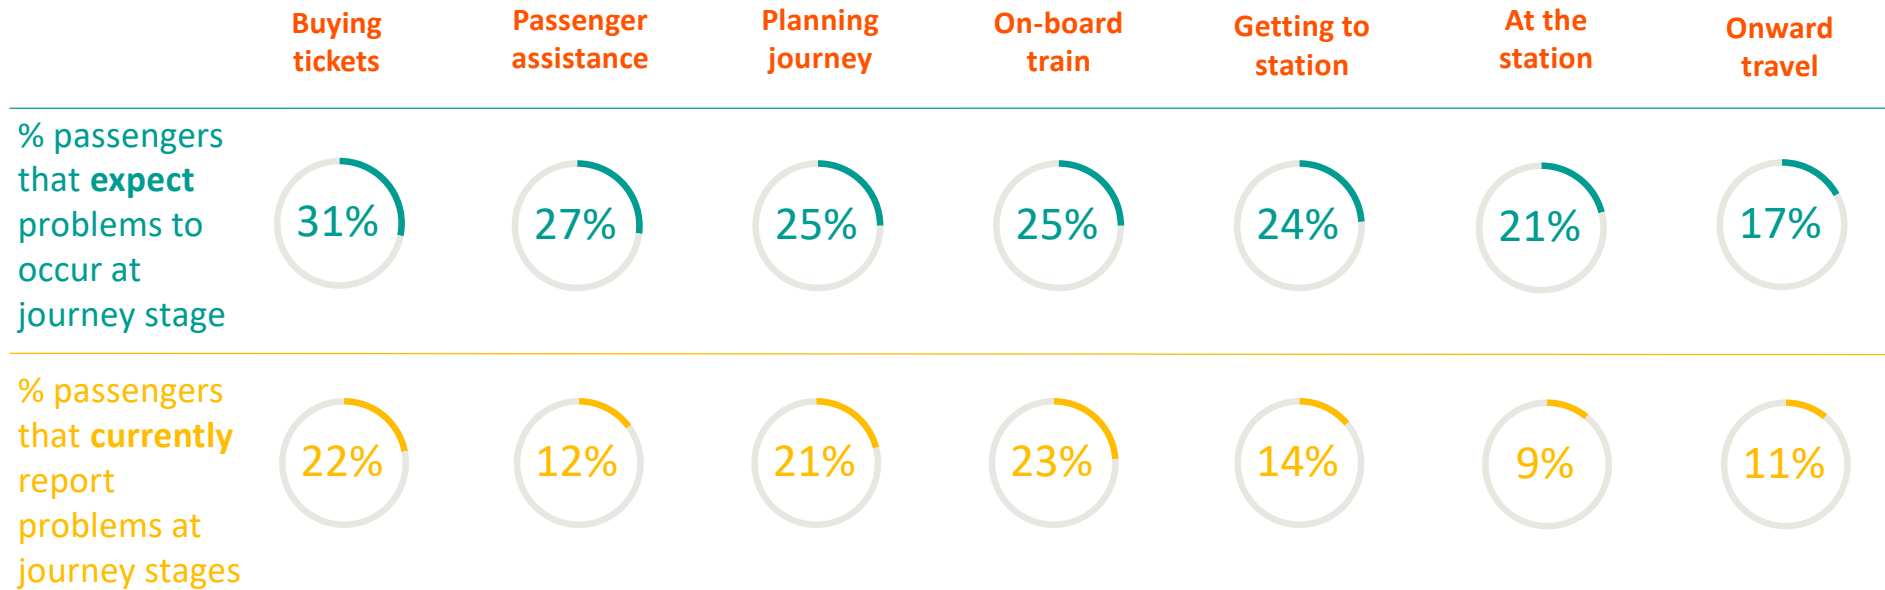 Buying
tickets
Passenger
assistance
Planning
journey
On-board
train
Getting to
station
At the
station
Onward
travel
% passengers
that expect
problems to
occur at
journey stage
31%
27%
25%
25%
24%
21%
17%
% passengers
that currently
report
problems at
journey stages
22%
12%
21%
23%
14%
9%
11%